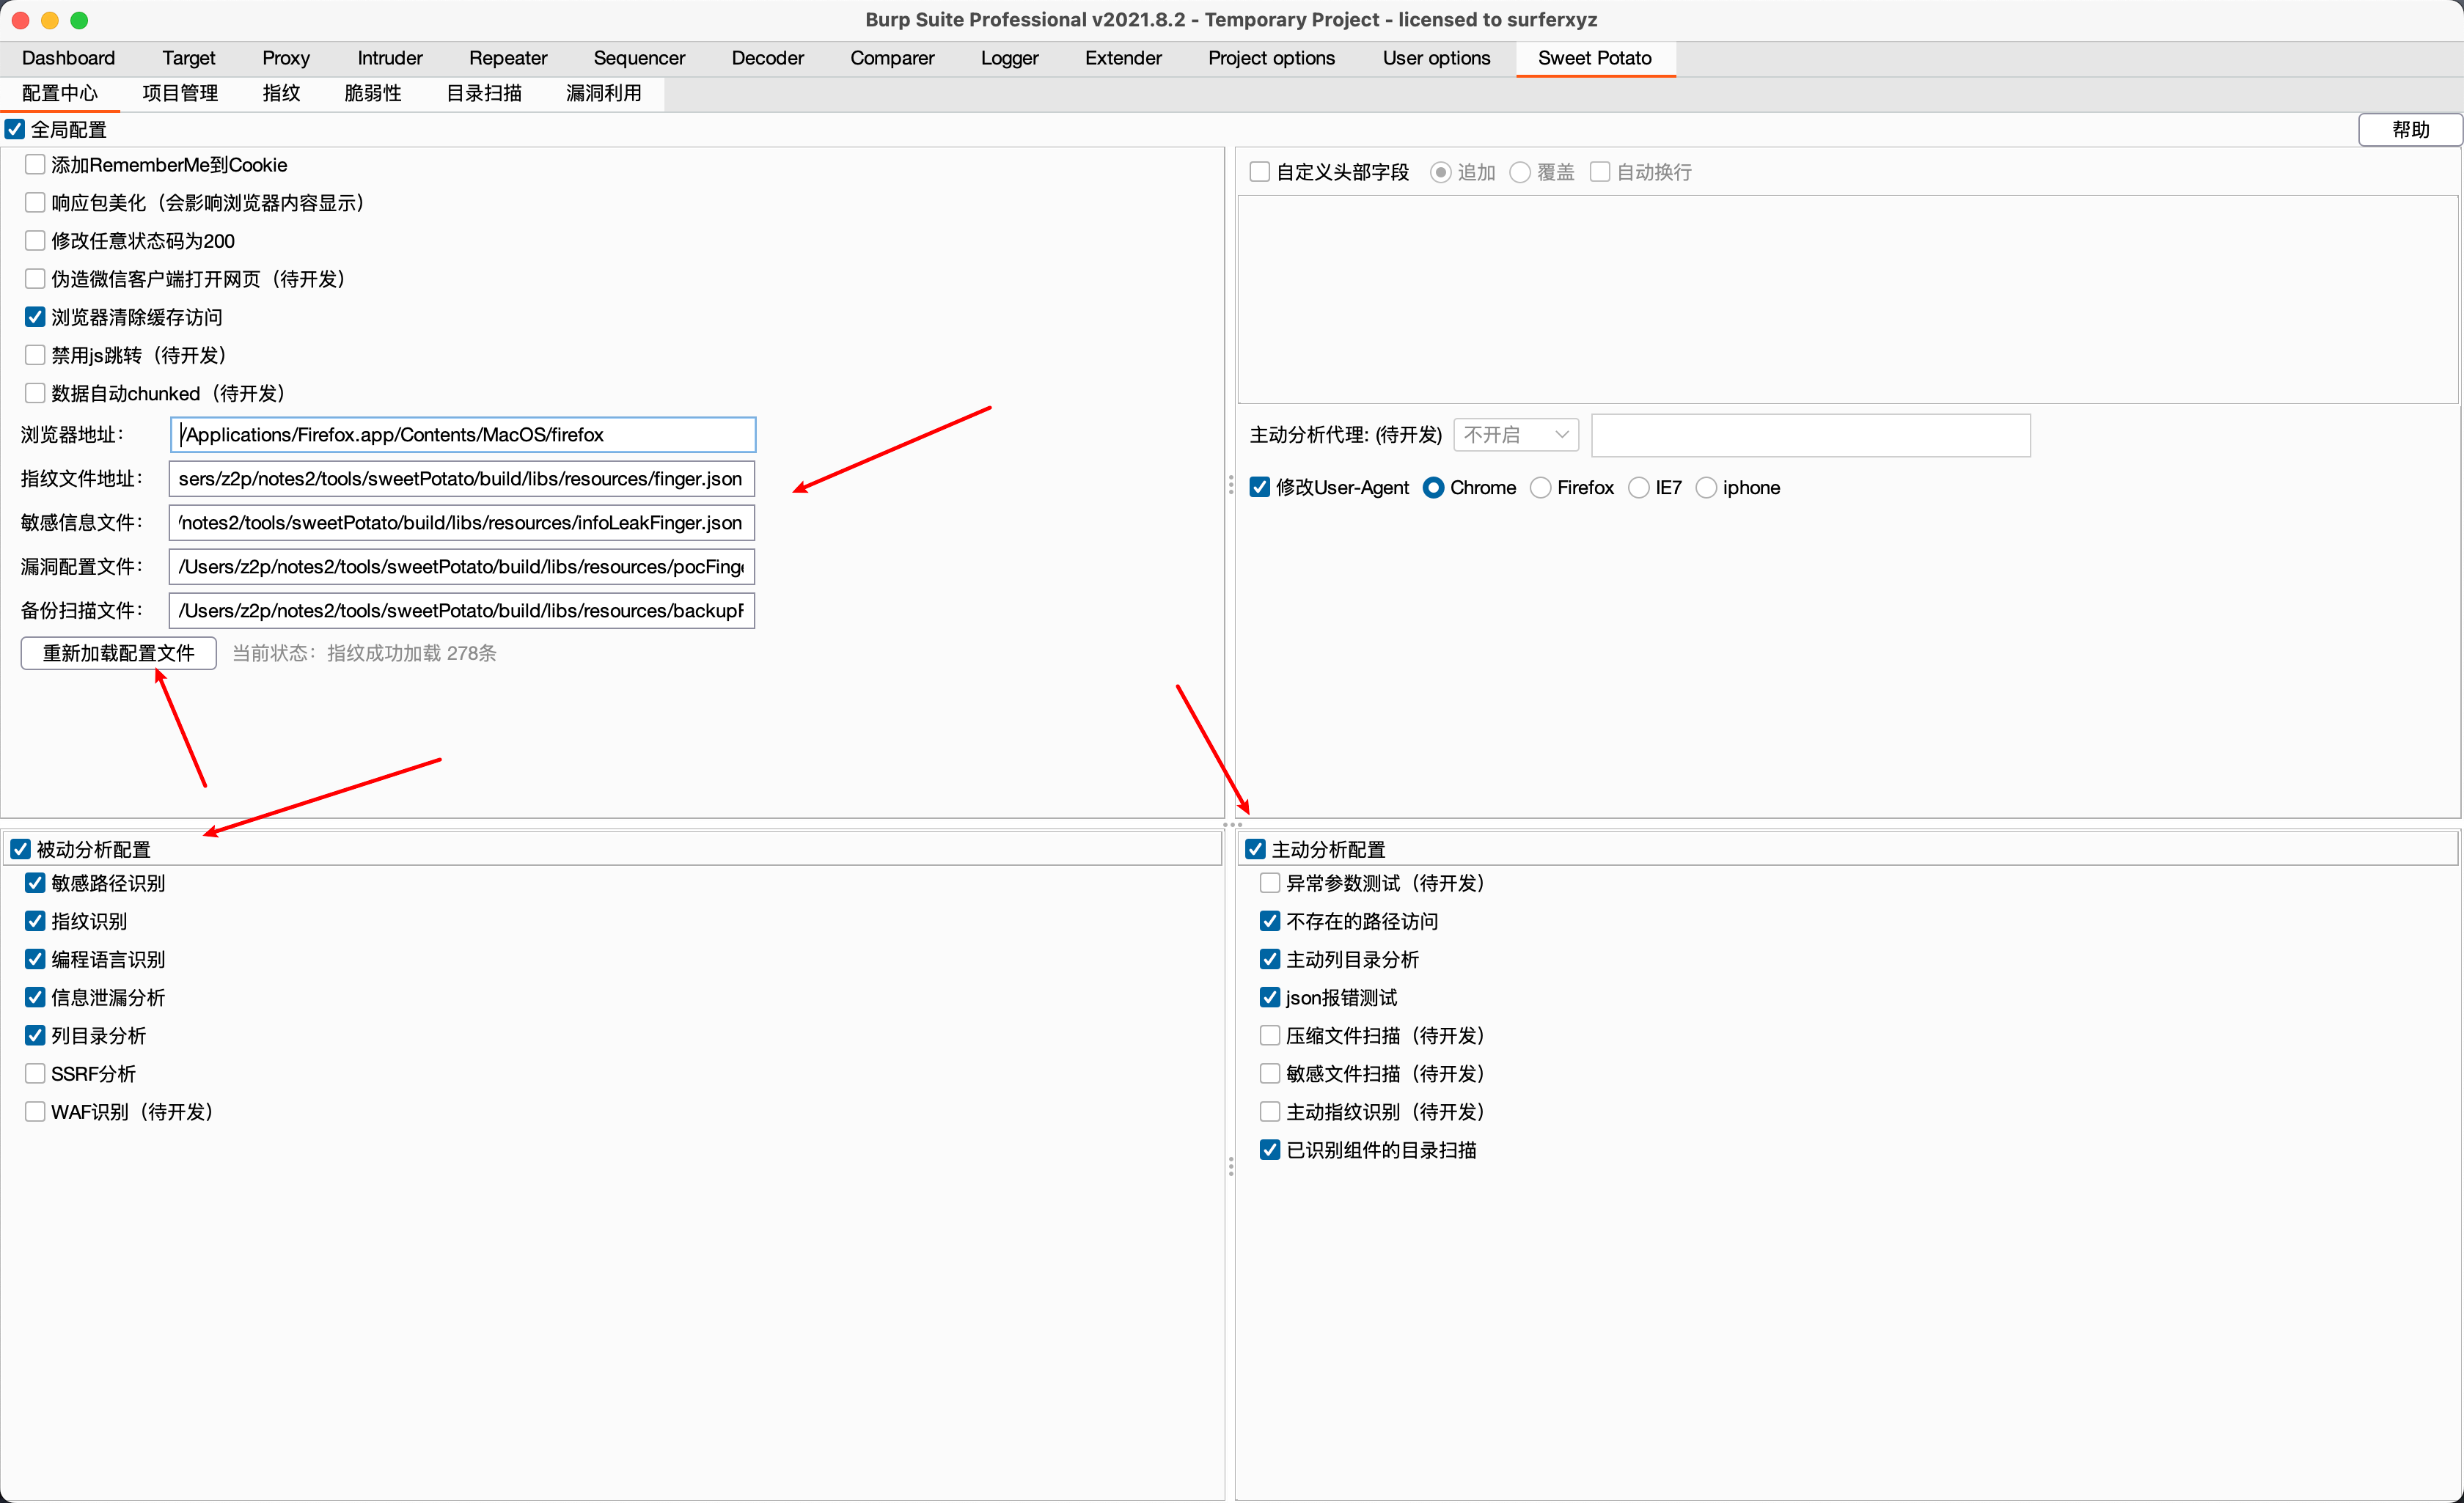 Burp Suite Professional v2021.8.2 - Temporary Project - licensed to surferxyz
Dashboard Target Proxy Intruder Repeater Sequencer Decoder Comparer Logger Extender Project options User options Sweet Potato
配置中心 项目管理 指纹 脆弱性 目录扫描 漏洞利用
全局配置 帮助
添加RememberMe到Cookie
响应包美化（会影响浏览器内容显示）
修改任意状态码为200
伪造微信客户端打开网页（待开发）
浏览器清除缓存访问
禁用js跳转（待开发）
数据自动chunked（待开发）
浏览器地址： /Applications/Firefox.app/Contents/MacOS/firefox
指纹文件地址： sers/z2p/notes2/tools/sweetPotato/build/libs/resources/finger.json
敏感信息文件： /notes2/tools/sweetPotato/build/libs/resources/infoLeakFinger.json
漏洞配置文件： /Users/z2p/notes2/tools/sweetPotato/build/libs/resources/pocFing
备份扫描文件： /Users/z2p/notes2/tools/sweetPotato/build/libs/resources/backup
重新加载配置文件 当前状态：指纹成功加载 278条
自定义头部字段 追加 覆盖 自动换行
主动分析代理: (待开发) 不开启
修改User-Agent Chrome Firefox IE7 iphone
被动分析配置
敏感路径识别
指纹识别
编程语言识别
信息泄漏分析
列目录分析
SSRF分析
WAF识别（待开发）
主动分析配置
异常参数测试（待开发）
不存在的路径访问
主动列目录分析
json报错测试
压缩文件扫描（待开发）
敏感文件扫描（待开发）
主动指纹识别（待开发）
已识别组件的目录扫描